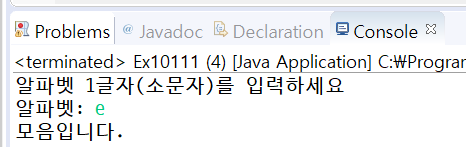 Problems @ Javadoc Declaration Console
<terminated> Ex10111 (4) [Java Application] C:₩Program
알파벳 1글자(소문자)를 입력하세요
알파벳: e
모음입니다.